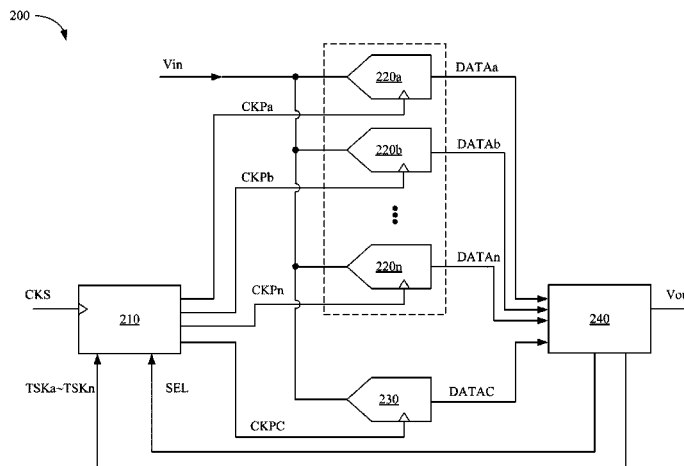 200
Vin
220a
DATAa
CKPa
220b
DATAb
CKPb
220n
DATAn
CKPn
CKS
210
240
Vou
TSKa~TSKn
SEL
230
DATAC
CKPC